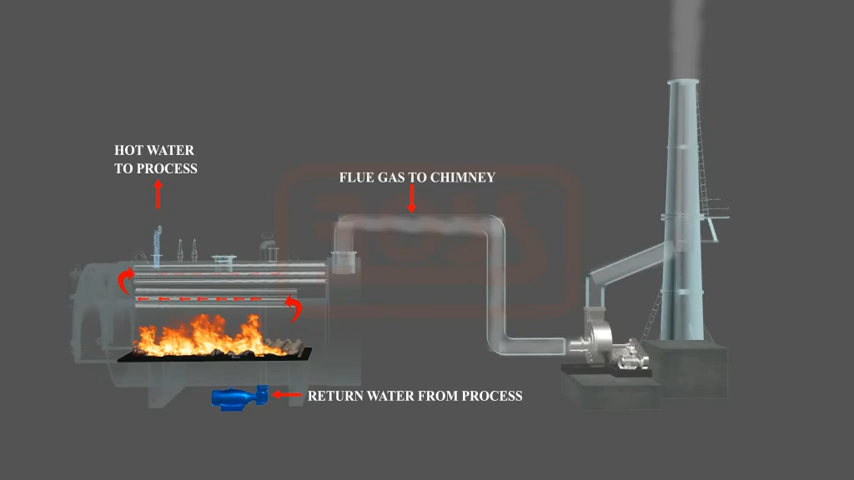 HOT WATER
TO PROCESS
FLUE GAS TO CHIMNEY
RETURN WATER FROM PROCESS